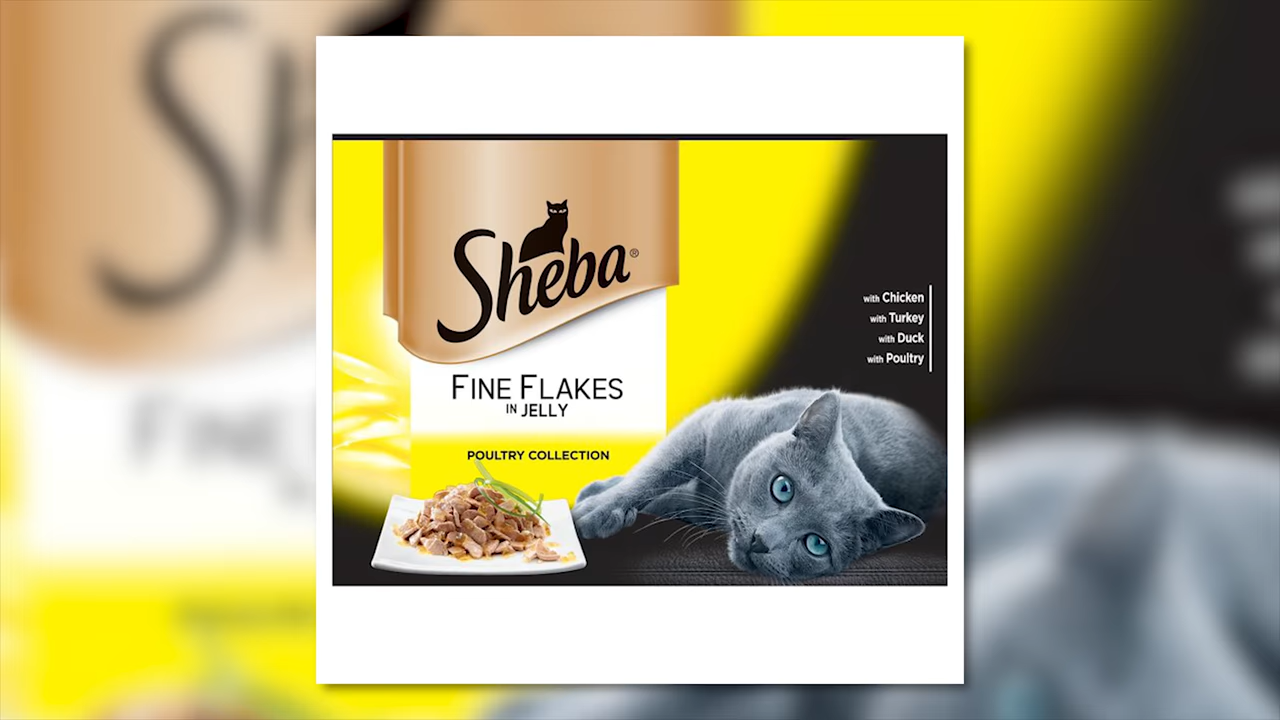 Sheba®
FINE FLAKES
IN JELLY
POULTRY COLLECTION
with Chicken
with Turkey
with Duck
with Poultry